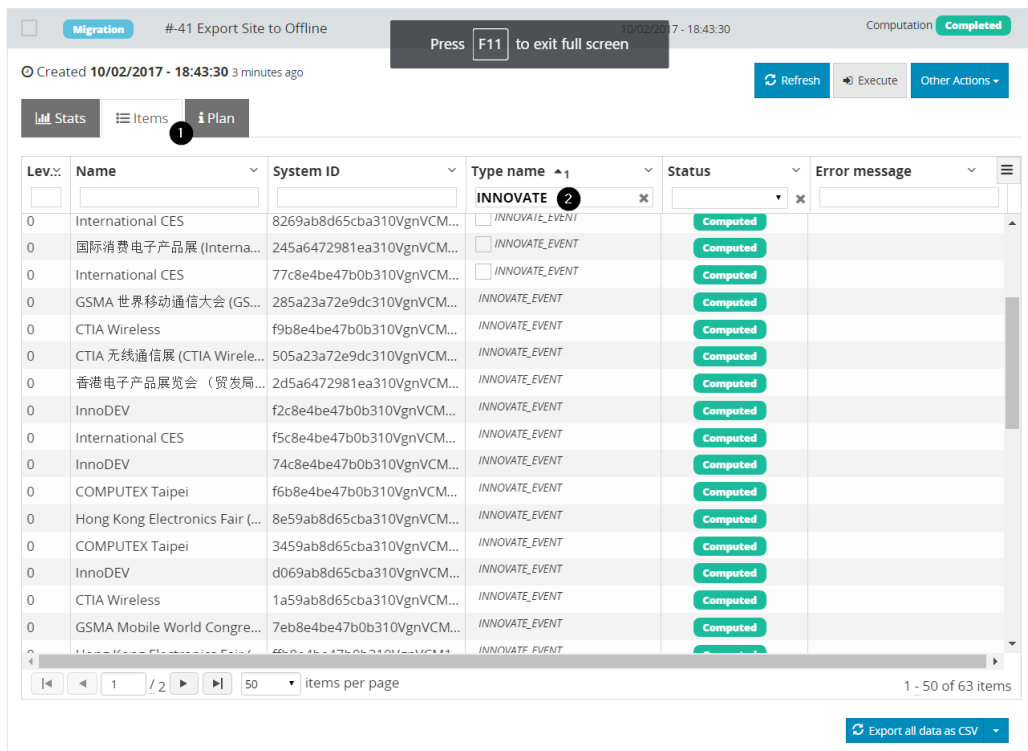 Migration #-41 Export Site to Offline 10/02/2017 - 18:43:30 Computation Completed
Press F11 to exit full screen
Created 10/02/2017 - 18:43:30 3 minutes ago
Refresh Execute Other Actions
Stats Items 1 Plan
Lev... Name System ID Type name 1 Status Error message
INNOVATE 2
0 International CES 8269ab8d65cba310VgnVCM... INNOVATE_EVENT Computed
0 国际消费电子产品展 (Interna... 245a6472981ea310VgnVCM... INNOVATE_EVENT Computed
0 International CES 77c8e4be47b0b310VgnVCM... INNOVATE_EVENT Computed
0 GSMA 世界移动通信大会 (GS... 285a23a72e9dc310VgnVCM... INNOVATE_EVENT Computed
0 CTIA Wireless f9b8e4be47b0b310VgnVCM... INNOVATE_EVENT Computed
0 CTIA 无线通信展 (CTIA Wirele... 505a23a72e9dc310VgnVCM... INNOVATE_EVENT Computed
0 香港电子产品展览会 （贸发局... 2d5a6472981ea310VgnVCM... INNOVATE_EVENT Computed
0 InnoDEV f2c8e4be47b0b310VgnVCM... INNOVATE_EVENT Computed
0 International CES f5c8e4be47b0b310VgnVCM... INNOVATE_EVENT Computed
0 InnoDEV 74c8e4be47b0b310VgnVCM... INNOVATE_EVENT Computed
0 COMPUTEX Taipei f6b8e4be47b0b310VgnVCM... INNOVATE_EVENT Computed
0 Hong Kong Electronics Fair (... 8e59ab8d65cba310VgnVCM... INNOVATE_EVENT Computed
0 COMPUTEX Taipei 3459ab8d65cba310VgnVCM... INNOVATE_EVENT Computed
0 InnoDEV d069ab8d65cba310VgnVCM... INNOVATE_EVENT Computed
0 CTIA Wireless 1a59ab8d65cba310VgnVCM... INNOVATE_EVENT Computed
0 GSMA Mobile World Congre... 7eb8e4be47b0b310VgnVCM... INNOVATE_EVENT Computed
INNOVATE_EVENT
1 / 2 50 items per page 1 - 50 of 63 items
Export all data as CSV